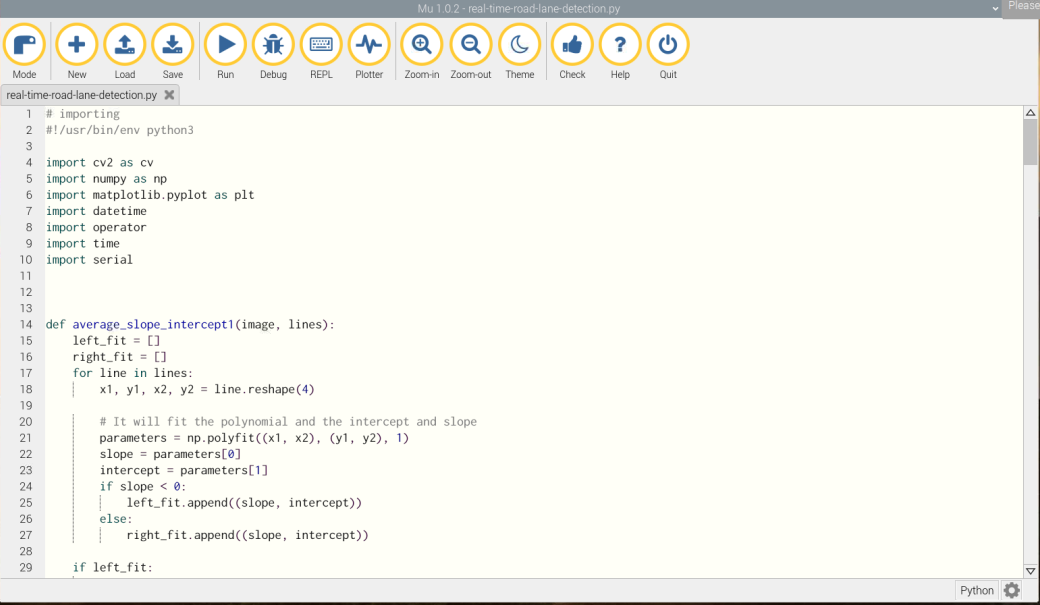 Mu 1.0.2 - real-time-road-lane-detection.py
Please
Mode New Load Save Run Debug REPL Plotter Zoom-in Zoom-out Theme Check Help Quit
real-time-road-lane-detection.py
1 # importing
2 #!/usr/bin/env python3
3
4 import cv2 as cv
5 import numpy as np
6 import matplotlib.pyplot as plt
7 import datetime
8 import operator
9 import time
10 import serial
11
12
13
14 def average_slope_intercept1(image, lines):
15     left_fit = []
16     right_fit = []
17     for line in lines:
18         x1, y1, x2, y2 = line.reshape(4)
19
20         # It will fit the polynomial and the intercept and slope
21         parameters = np.polyfit((x1, x2), (y1, y2), 1)
22         slope = parameters[0]
23         intercept = parameters[1]
24         if slope < 0:
25             left_fit.append((slope, intercept))
26         else:
27             right_fit.append((slope, intercept))
28
29     if left_fit:
Python